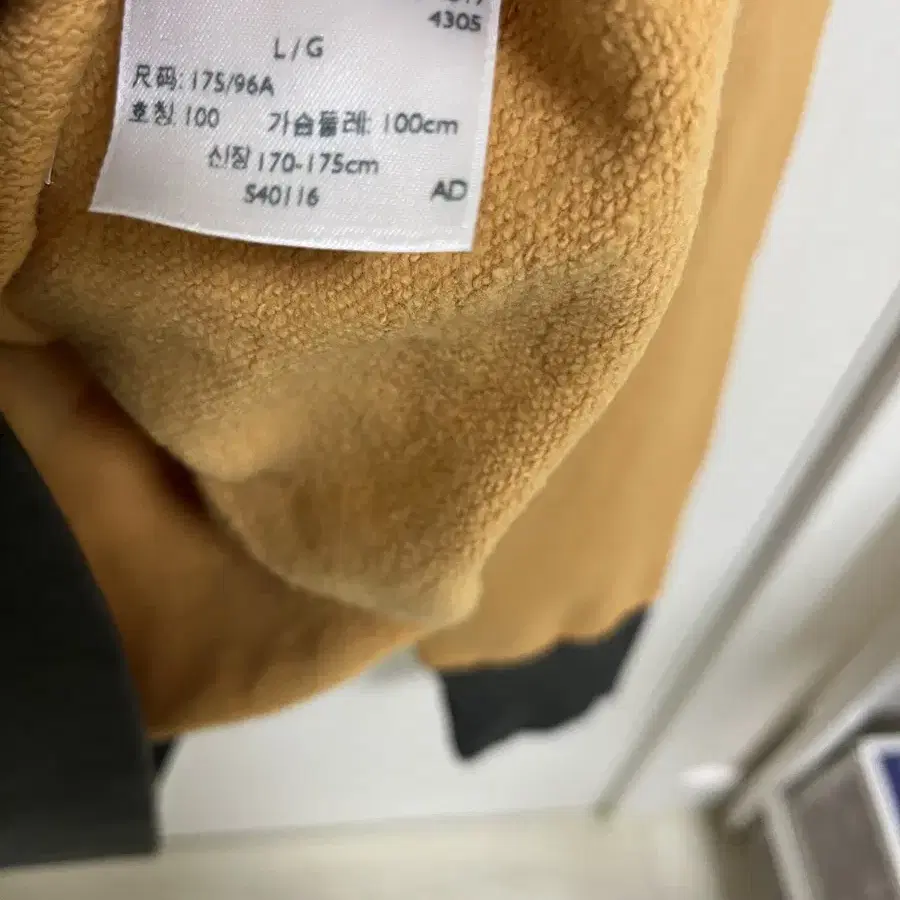 4305
L/G
尺码: 175/96A
호칭: 100 가슴둘레: 100cm
신장 170-175cm
S40116 AD